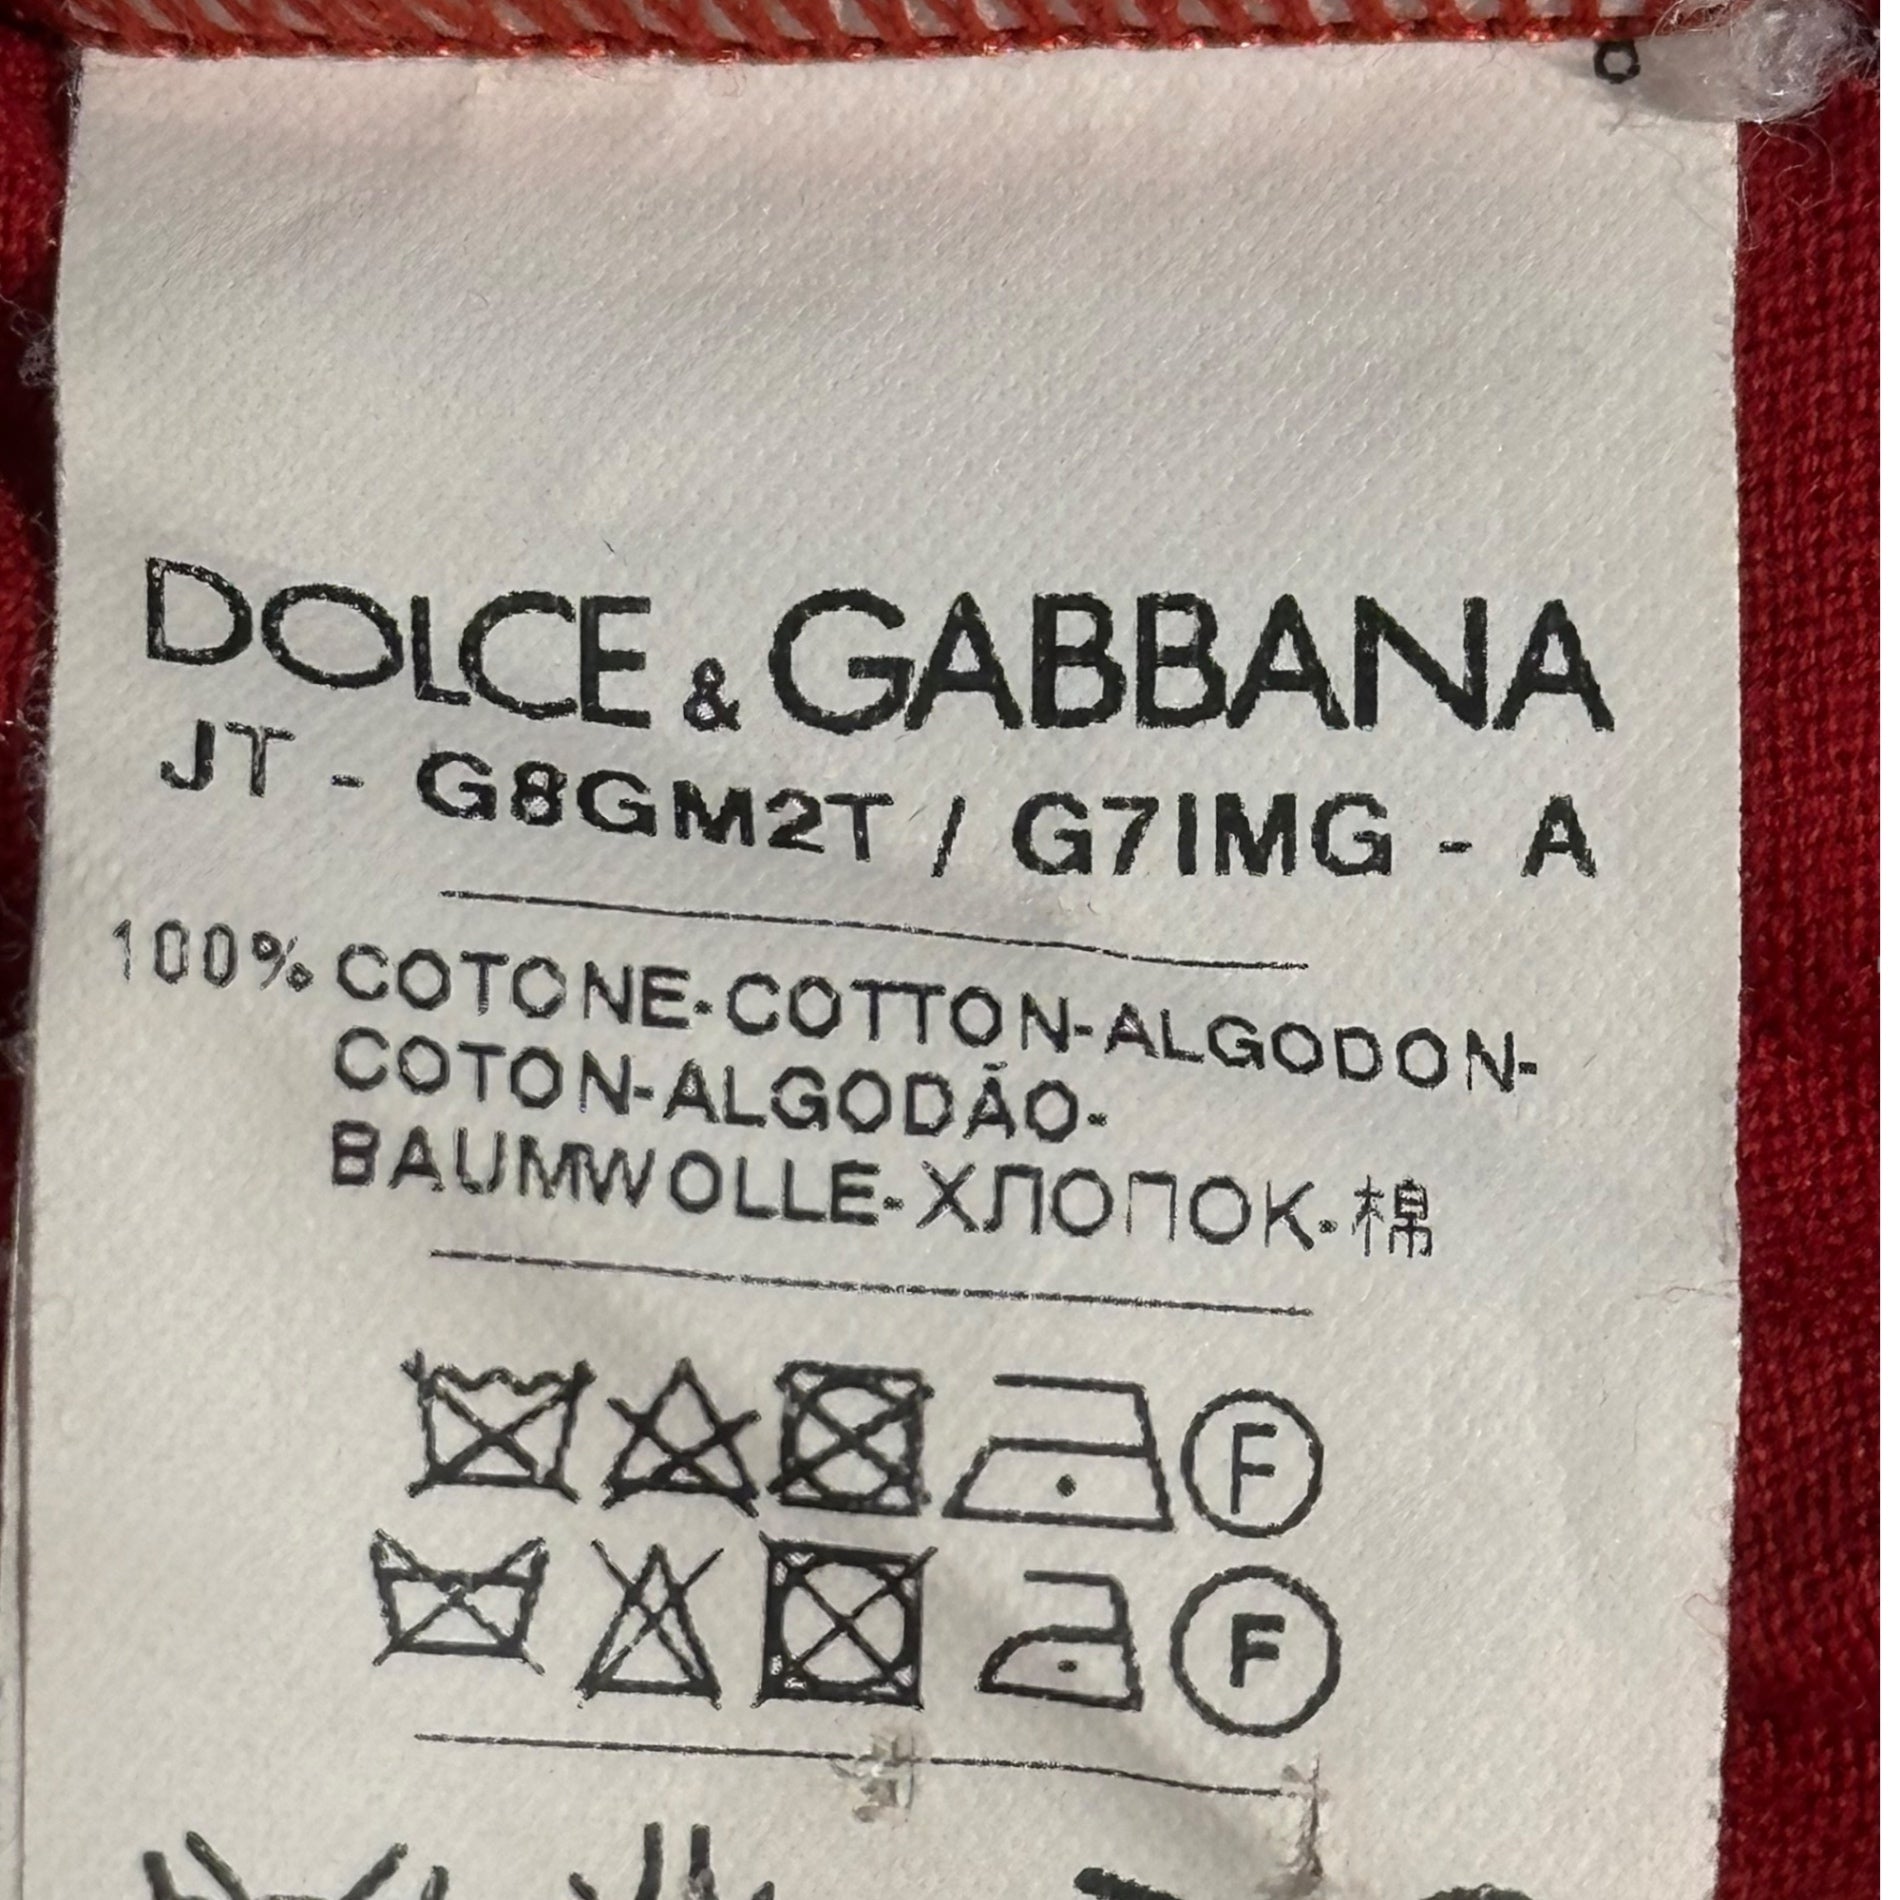 DOLCE & GABBANA
JT - G8GM2T / G7IMG - A
100% COTONE-COTTON-ALGODON-
COTON-ALGODÃO-
BAUMWOLLE-ХЛОПОК-棉
F
F